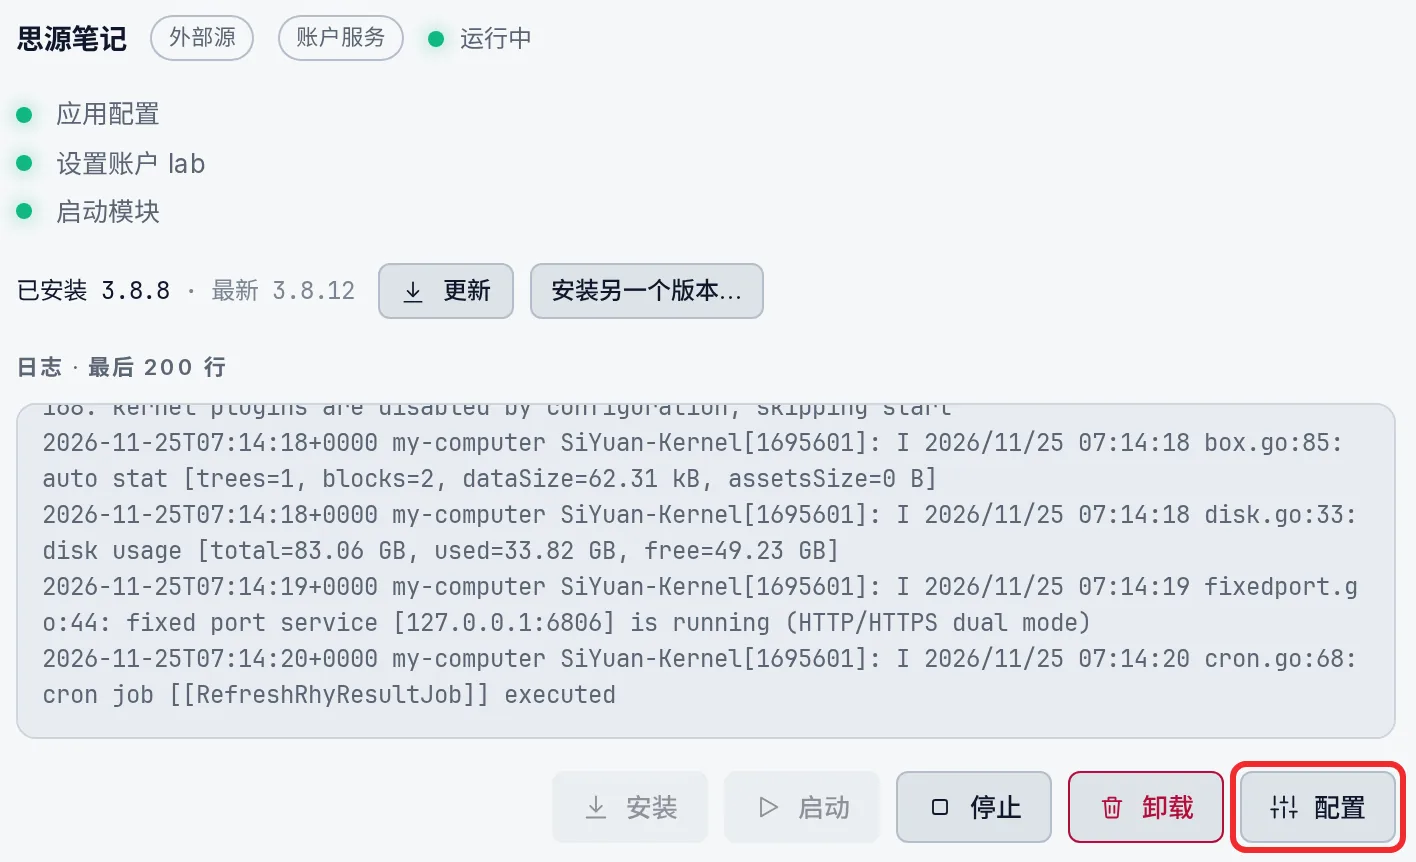 思源笔记 外部源 账户服务 运行中
应用配置
设置账户 lab
启动模块
已安装 3.8.8 · 最新 3.8.12 更新 安装另一个版本...
日志 · 最后 200 行
168: kernel plugins are disabled by configuration, skipping start
2026-11-25T07:14:18+0000 my-computer SiYuan-Kernel[1695601]: I 2026/11/25 07:14:18 box.go:85:
auto stat [trees=1, blocks=2, dataSize=62.31 kB, assetsSize=0 B]
2026-11-25T07:14:18+0000 my-computer SiYuan-Kernel[1695601]: I 2026/11/25 07:14:18 disk.go:33:
disk usage [total=83.06 GB, used=33.82 GB, free=49.23 GB]
2026-11-25T07:14:19+0000 my-computer SiYuan-Kernel[1695601]: I 2026/11/25 07:14:19 fixedport.g
o:44: fixed port service [127.0.0.1:6806] is running (HTTP/HTTPS dual mode)
2026-11-25T07:14:20+0000 my-computer SiYuan-Kernel[1695601]: I 2026/11/25 07:14:20 cron.go:68:
cron job [[RefreshRhyResultJob]] executed
安装 启动 停止 卸载 配置